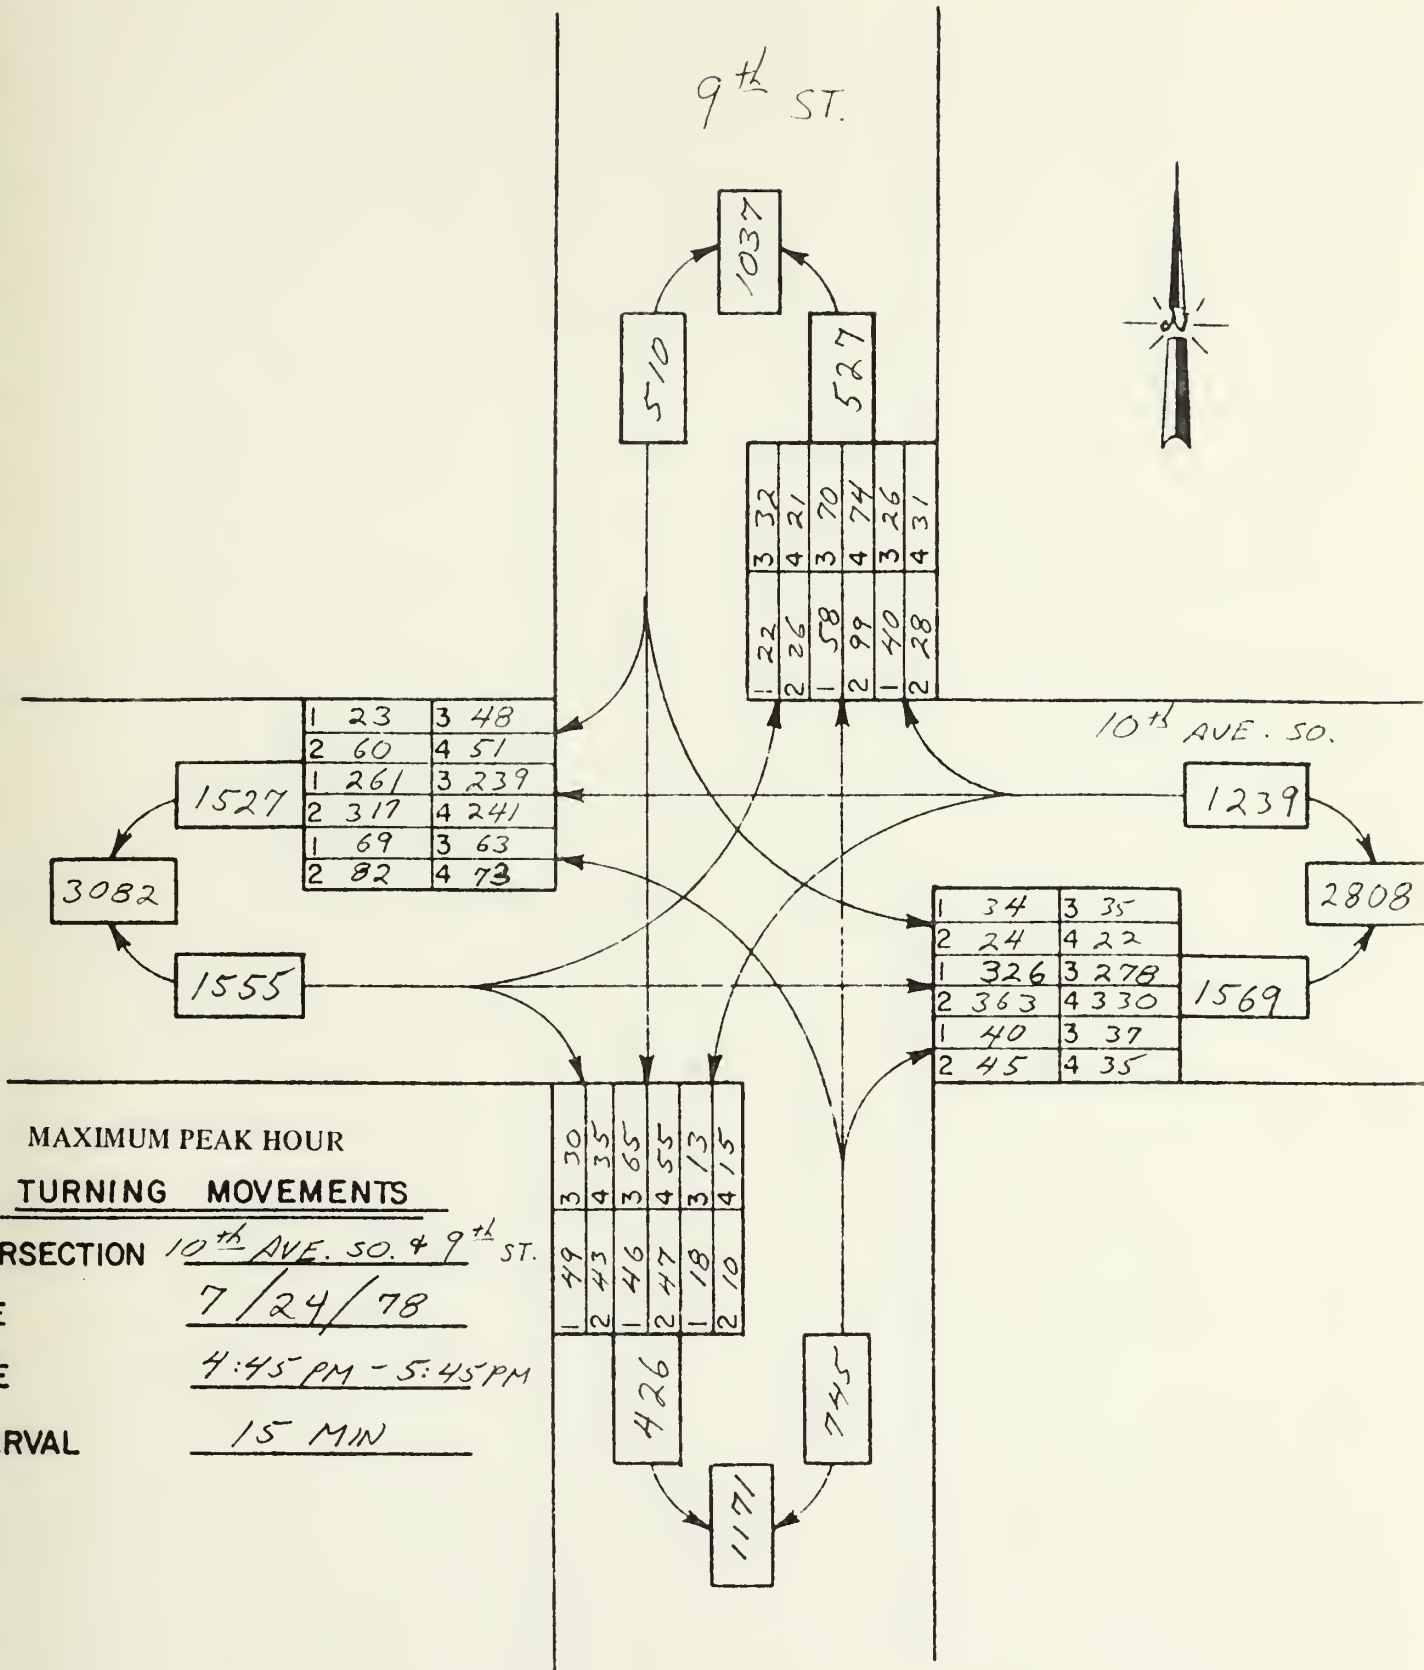 9th ST.
1037
510
527
3 32
4 21
3 70
4 74
3 26
4 31
1 22
2 26
1 58
2 99
1 40
2 28
N
10th AVE. SO.
1 23 3 48
2 60 4 51
1 261 3 239
2 317 4 241
1 69 3 63
2 82 4 73
1527
3082
1555
1239
2808
1569
1 34 3 35
2 24 4 22
1 326 3 278
2 363 4 330
1 40 3 37
2 45 4 35
3 30
4 35
3 65
4 55
3 13
4 15
1 49
2 43
1 46
2 47
1 18
2 10
426
745
1171
MAXIMUM PEAK HOUR
TURNING MOVEMENTS
RSECTION 10th AVE. SO. & 9th ST.
E 7/24/78
E 4:45 PM - 5:45 PM
RVAL 15 MIN